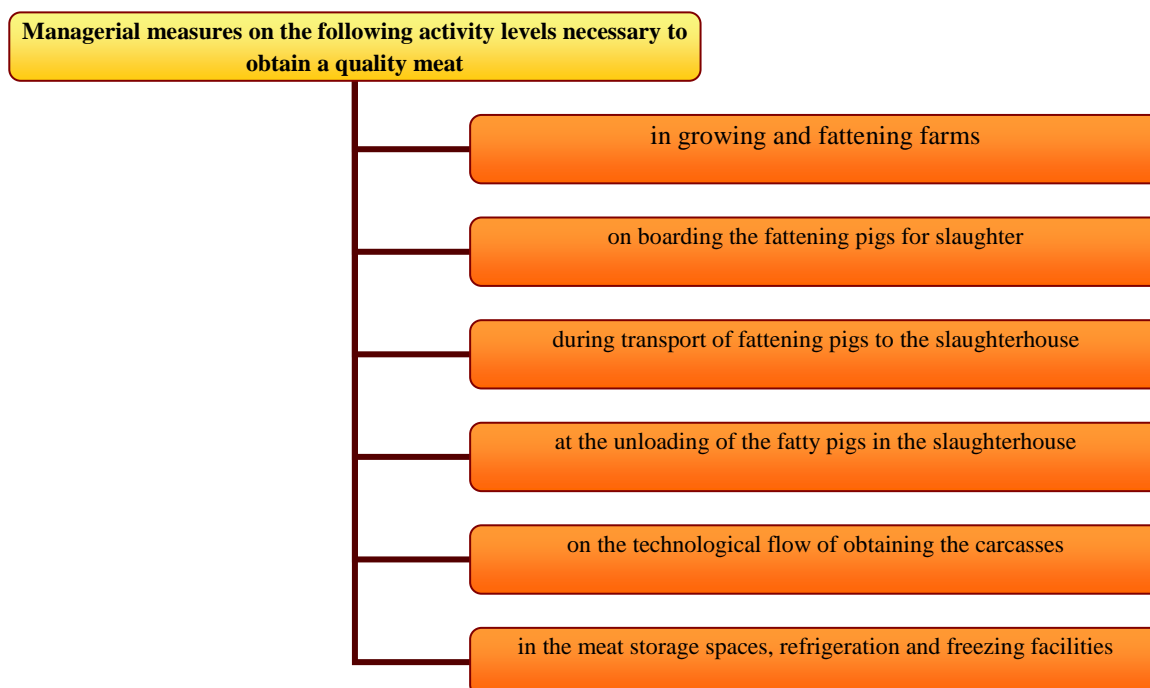 Managerial measures on the following activity levels necessary to
obtain a quality meat
in growing and fattening farms
on boarding the fattening pigs for slaughter
during transport of fattening pigs to the slaughterhouse
at the unloading of the fatty pigs in the slaughterhouse
on the technological flow of obtaining the carcasses
in the meat storage spaces, refrigeration and freezing facilities